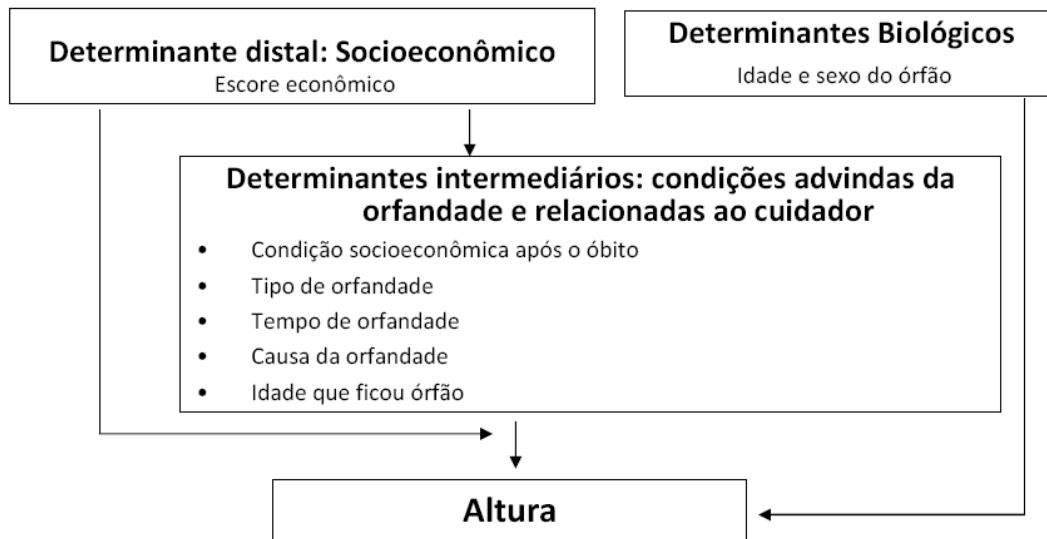 Determinante distal: Socioeconômico
Escore econômico
Determinantes Biológicos
Idade e sexo do órfão
Determinantes intermediários: condições advindas da
orfandade e relacionadas ao cuidador
• Condição socioeconômica após o óbito
• Tipo de orfandade
• Tempo de orfandade
• Causa da orfandade
• Idade que ficou órfão
Altura